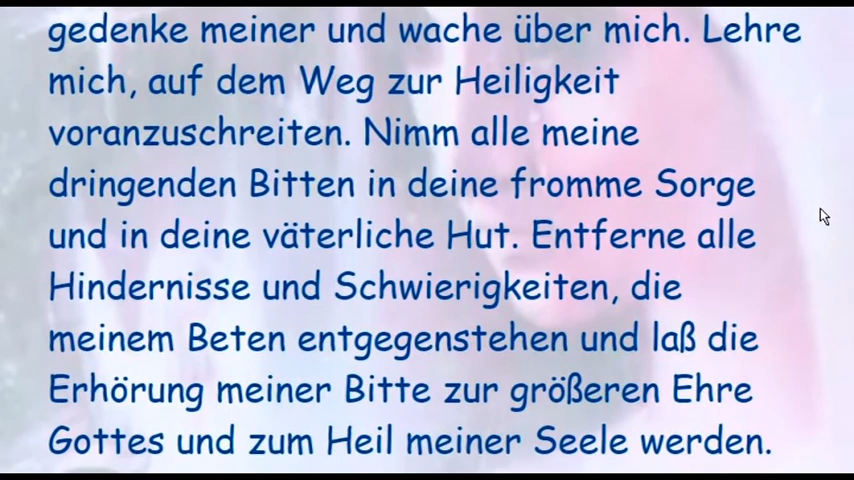 gedenke meiner und wache über mich. Lehre
mich, auf dem Weg zur Heiligkeit
voranzuschreiten. Nimm alle meine
dringenden Bitten in deine fromme Sorge
und in deine väterliche Hut. Entferne alle
Hindernisse und Schwierigkeiten, die
meinem Beten entgegenstehen und laß die
Erhörung meiner Bitte zur größeren Ehre
Gottes und zum Heil meiner Seele werden.